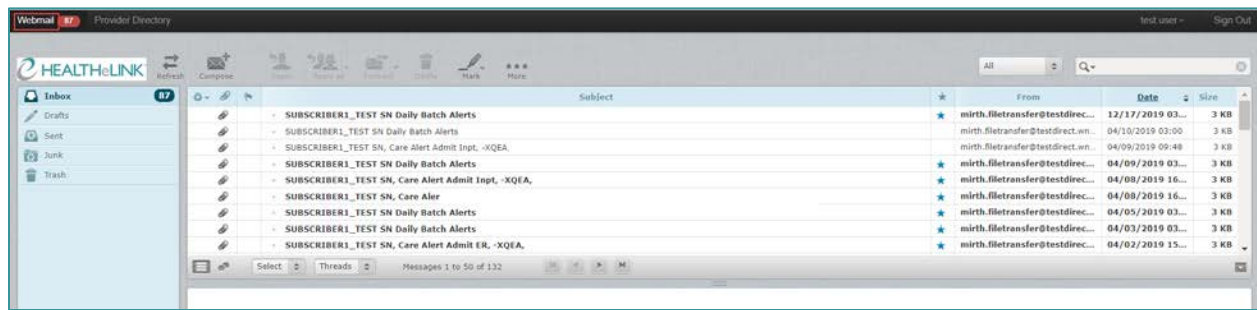 Webmail 87 Provider Directory test user Sign Out
HEALTHeLINK Refresh Compose Reply Reply all Forward Delete Mark More All
Inbox 87 Subject From Date Size
Drafts
Sent
Junk
Trash
SUBSCRIBER1_TEST SN Daily Batch Alerts mirth.filetransfer@testdirec... 12/17/2019 03... 3 KB
SUBSCRIBER1_TEST SN Daily Batch Alerts mirth.filetransfer@testdirect.wn... 04/10/2019 03:00 3 KB
SUBSCRIBER1_TEST SN, Care Alert Admit Inpt, -XQEA, mirth.filetransfer@testdirect.wn... 04/09/2019 09:48 3 KB
SUBSCRIBER1_TEST SN Daily Batch Alerts mirth.filetransfer@testdirec... 04/09/2019 03... 3 KB
SUBSCRIBER1_TEST SN, Care Alert Admit Inpt, -XQEA, mirth.filetransfer@testdirec... 04/08/2019 16... 3 KB
SUBSCRIBER1_TEST SN, Care Aler mirth.filetransfer@testdirec... 04/08/2019 16... 3 KB
SUBSCRIBER1_TEST SN Daily Batch Alerts mirth.filetransfer@testdirec... 04/05/2019 03... 3 KB
SUBSCRIBER1_TEST SN Daily Batch Alerts mirth.filetransfer@testdirec... 04/03/2019 03... 3 KB
SUBSCRIBER1_TEST SN, Care Alert Admit ER, -XQEA, mirth.filetransfer@testdirec... 04/02/2019 15... 3 KB
Select Threads Messages 1 to 50 of 132